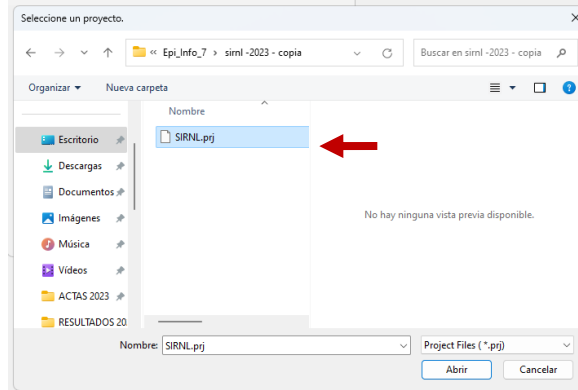 Seleccione un proyecto.
« Epi_Info_7 › sirnl -2023 - copia
Buscar en sirnl -2023 - copia
Organizar
Nueva carpeta
Nombre
Escritorio
SIRNL.prj
Descargas
Documentos
Imágenes
No hay ninguna vista previa disponible.
Música
Vídeos
ACTAS 2023
RESULTADOS 20
Nombre: SIRNL.prj
Project Files (*.prj)
Abrir
Cancelar